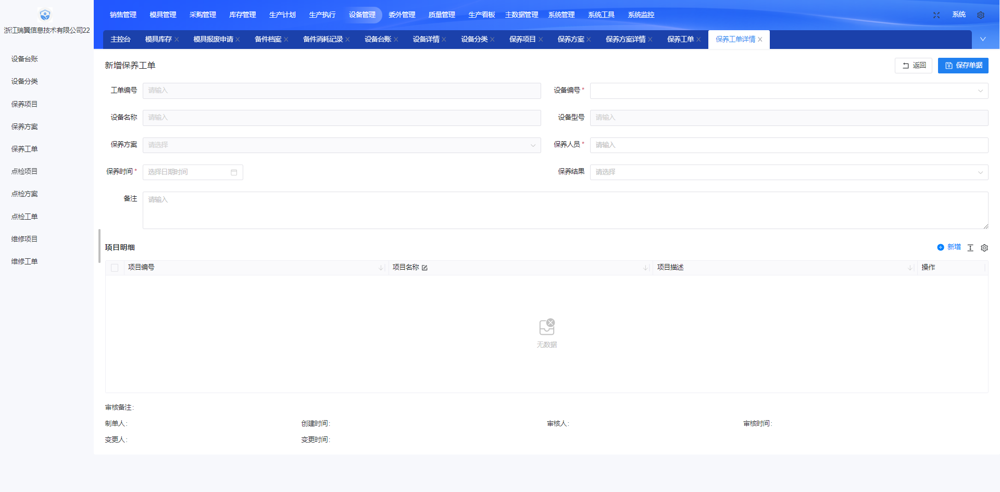 浙江瑞翼信息技术有限公司22
销售管理 模具管理 采购管理 库存管理 生产计划 生产执行 设备管理 委外管理 质量管理 生产看板 主数据管理 系统管理 系统工具 系统监控 系统
主控台 模具库存 模具报废申请 备件档案 备件消耗记录 设备台账 设备详情 设备分类 保养项目 保养方案 保养方案详情 保养工单 保养工单详情
设备台账
设备分类
保养项目
保养方案
保养工单
点检项目
点检方案
点检工单
维修项目
维修工单
新增保养工单 返回 保存单据
工单编号 请输入 设备编号 *
设备名称 请输入 设备型号 请输入
保养方案 请选择 保养人员 * 请输入
保养时间 * 选择日期时间 保养结果 请选择
备注 请输入
项目明细 新增
项目编号 项目名称 项目描述 操作
无数据
审核备注:
制单人: 创建时间: 审核人: 审核时间:
变更人: 变更时间: